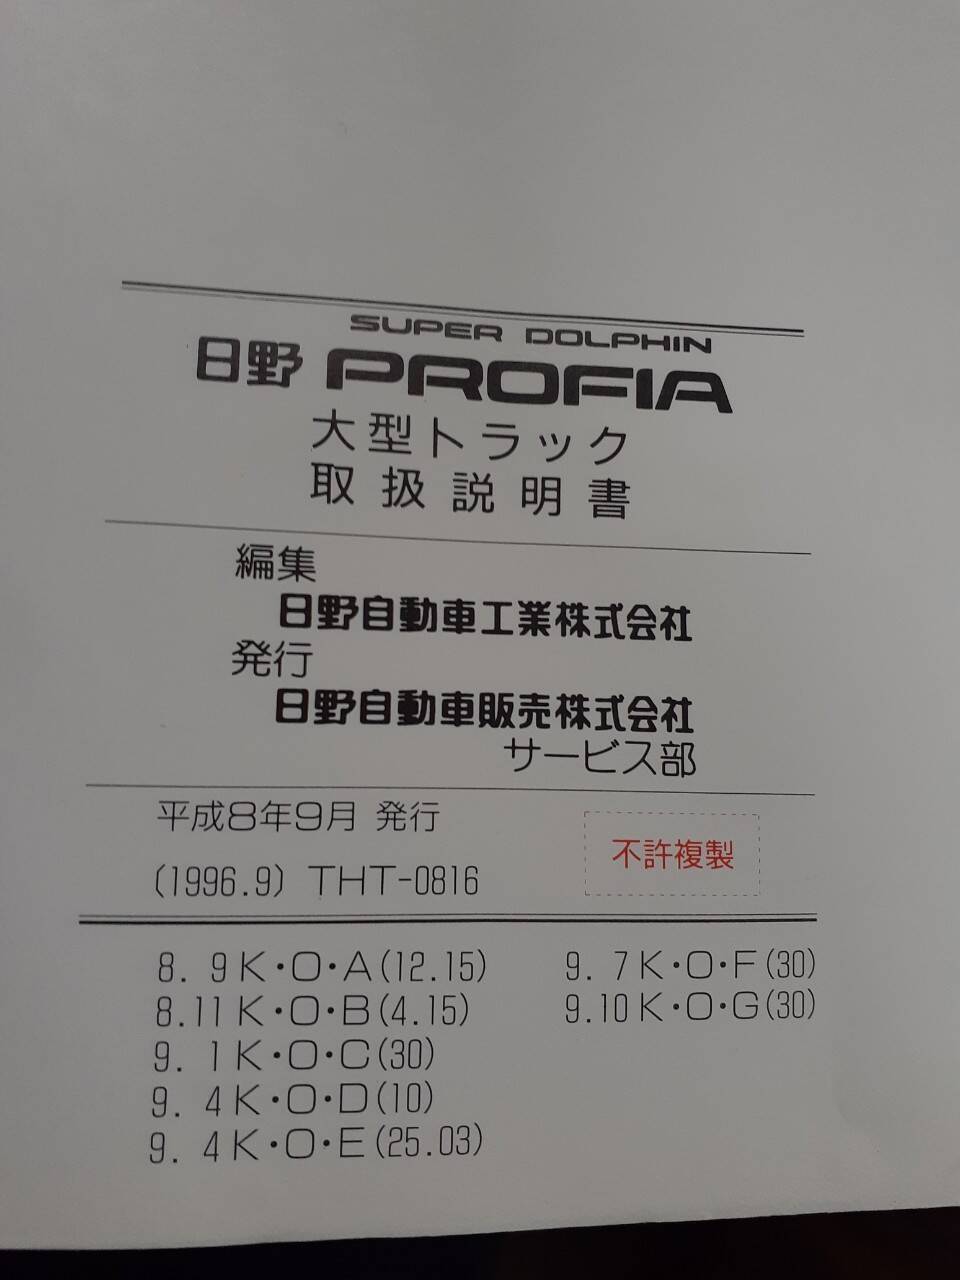 SUPER DOLPHIN
日野 PROFIA
大型トラック
取扱説明書
編集
日野自動車工業株式会社
発行
日野自動車販売株式会社
サービス部
平成8年9月 発行
(1996.9) THT-0816
不許複製
8. 9K・O・A(12.15)
8.11K・O・B(4.15)
9. 1K・O・C(30)
9. 4K・O・D(10)
9. 4K・O・E(25.03)
9. 7K・O・F(30)
9.10K・O・G(30)